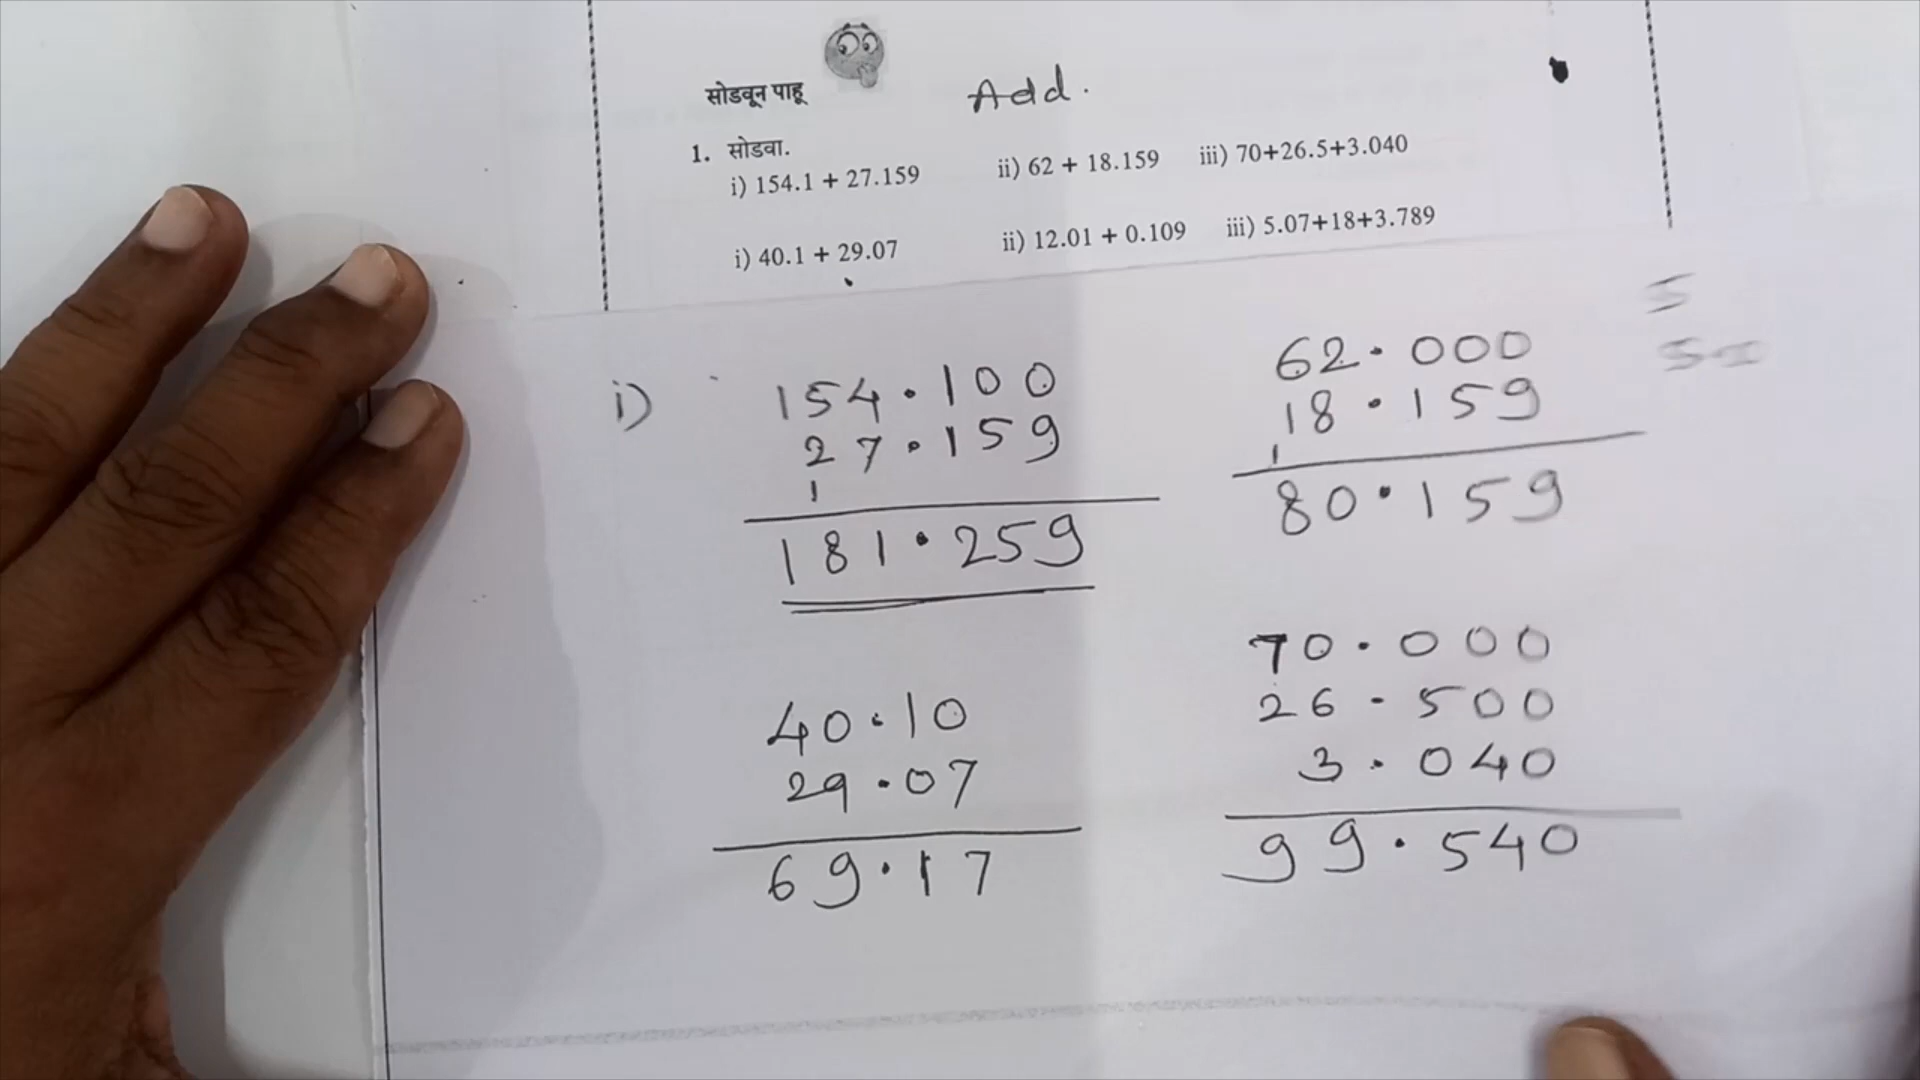 सोडवून पाहू
Add.
1. सोडवा.
i) 154.1 + 27.159 ii) 62 + 18.159 iii) 70+26.5+3.040
i) 40.1 + 29.07 ii) 12.01 + 0.109 iii) 5.07+18+3.789
i)
154.100
27.159
1
181.259
62.000
18.159
1
80.159
40.10
29.07
69.17
70.000
26.500
3.040
99.540